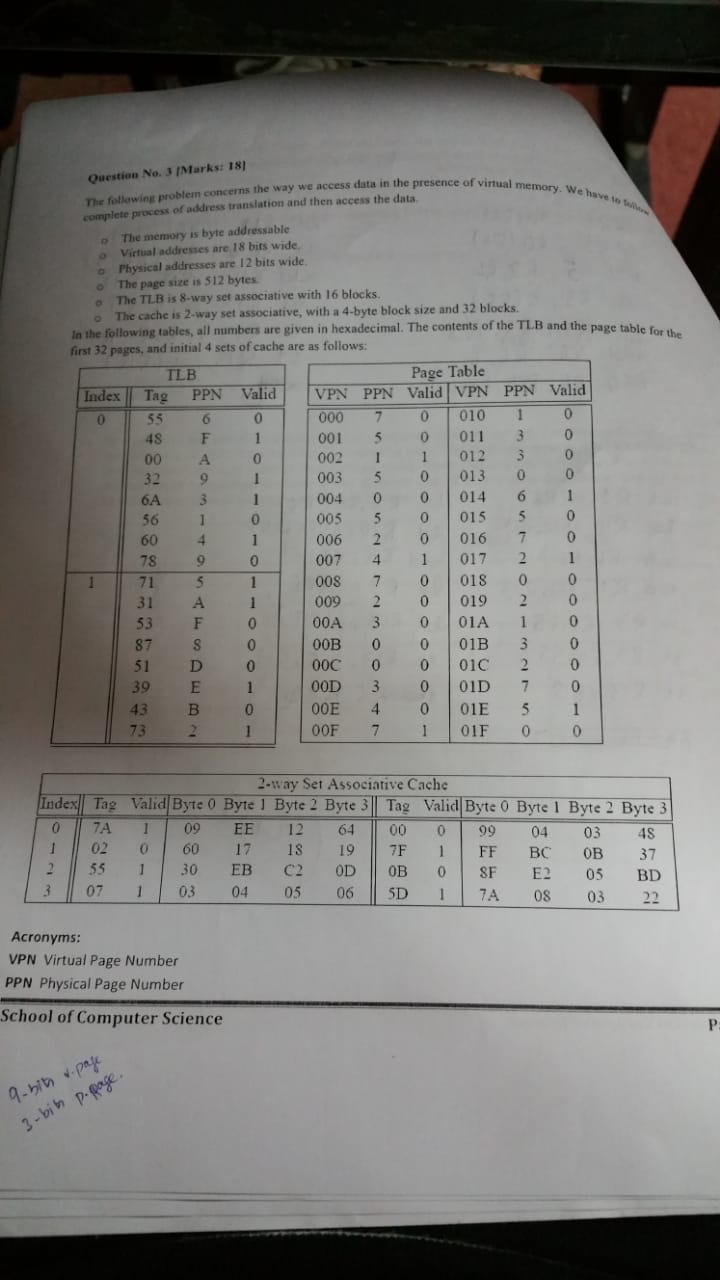 Question No. 3 [Marks: 18]
The following problem concerns the way we access data in the presence of virtual memory. We have to follow
complete process of address translation and then access the data.
o The memory is byte addressable
o Virtual addresses are 18 bits wide.
o Physical addresses are 12 bits wide.
o The page size is 512 bytes.
o The TLB is 8-way set associative with 16 blocks.
o The cache is 2-way set associative, with a 4-byte block size and 32 blocks.
In the following tables, all numbers are given in hexadecimal. The contents of the TLB and the page table for the
first 32 pages, and initial 4 sets of cache are as follows:
TLB
Index Tag PPN Valid
0 55 6 0
48 F 1
00 A 0
32 9 1
6A 3 1
56 1 0
60 4 1
78 9 0
1 71 5 1
31 A 1
53 F 0
87 8 0
51 D 0
39 E 1
43 B 0
73 2 1
Page Table
VPN PPN Valid VPN PPN Valid
000 7 0 010 1 0
001 5 0 011 3 0
002 1 1 012 3 0
003 5 0 013 0 0
004 0 0 014 6 1
005 5 0 015 5 0
006 2 0 016 7 0
007 4 1 017 2 1
008 7 0 018 0 0
009 2 0 019 2 0
00A 3 0 01A 1 0
00B 0 0 01B 3 0
00C 0 0 01C 2 0
00D 3 0 01D 7 0
00E 4 0 01E 5 1
00F 7 1 01F 0 0
2-way Set Associative Cache
Index Tag Valid Byte 0 Byte 1 Byte 2 Byte 3 Tag Valid Byte 0 Byte 1 Byte 2 Byte 3
0 7A 1 09 EE 12 64 00 0 99 04 03 48
1 02 0 60 17 18 19 7F 1 FF BC 0B 37
2 55 1 30 EB C2 0D 0B 0 8F E2 05 BD
3 07 1 03 04 05 06 5D 1 7A 08 03 22
Acronyms:
VPN Virtual Page Number
PPN Physical Page Number
School of Computer Science
9-bits v.page
3-bits p.page.